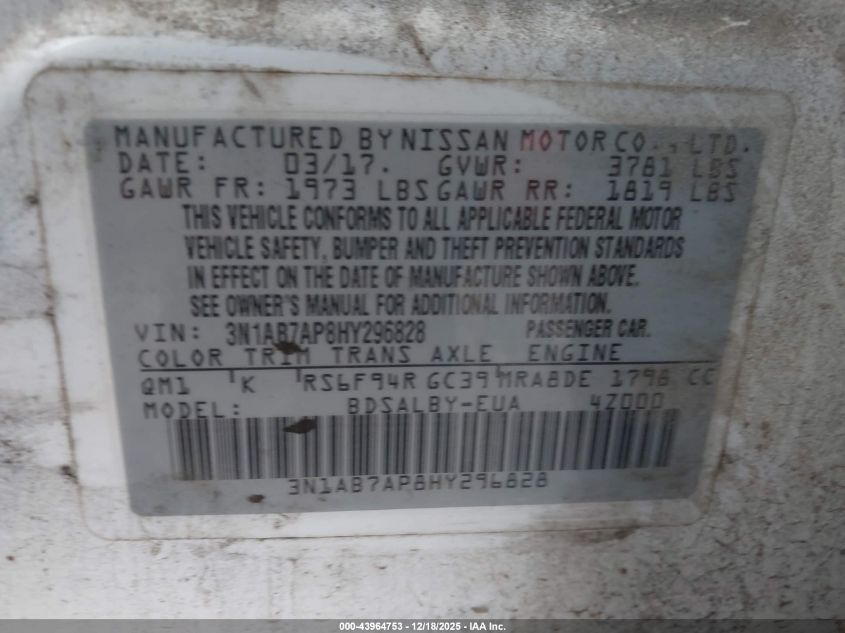 MANUFACTURED BY NISSAN MOTOR CO., LTD.
DATE: 03/17. GVWR: 3781 LBS
GAWR FR: 1973 LBS GAWR RR: 1819 LBS
THIS VEHICLE CONFORMS TO ALL APPLICABLE FEDERAL MOTOR
VEHICLE SAFETY, BUMPER AND THEFT PREVENTION STANDARDS
IN EFFECT ON THE DATE OF MANUFACTURE SHOWN ABOVE.
SEE OWNER'S MANUAL FOR ADDITIONAL INFORMATION.
VIN: 3N1AB7AP8HY296828 PASSENGER CAR.
COLOR TRIM TRANS AXLE ENGINE
QM1 K RS6F94R GC39 MRA8DE 1798 CC
MODEL: BDSALBY-EUA 4Z000
3N1AB7AP8HY296828
000-43964753 - 12/18/2025 - IAA Inc.